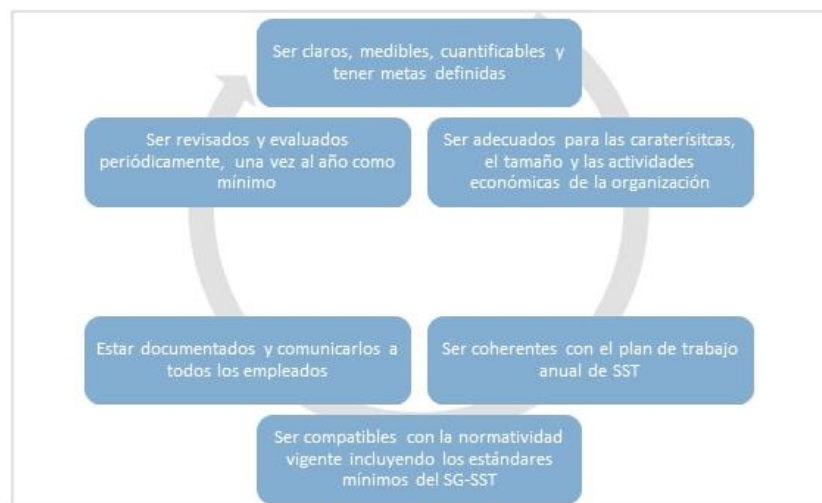 Ser claros, medibles, cuantificables y
tener metas definidas
Ser revisados y evaluados
periódicamente, una vez al año como
mínimo
Ser adecuados para las caraterísitcas,
el tamaño y las actividades
económicas de la organización
Estar documentados y comunicarlos a
todos los empleados
Ser coherentes con el plan de trabajo
anual de SST
Ser compatibles con la normatividad
vigente incluyendo los estándares
mínimos del SG-SST